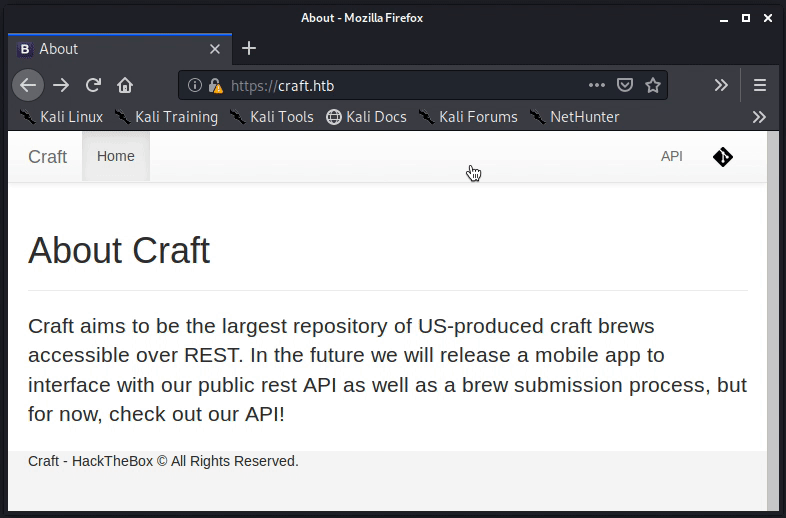 About - Mozilla Firefox
B About
https://craft.htb
Kali Linux Kali Training Kali Tools Kali Docs Kali Forums NetHunter
Craft Home API
About Craft
Craft aims to be the largest repository of US-produced craft brews
accessible over REST. In the future we will release a mobile app to
interface with our public rest API as well as a brew submission process, but
for now, check out our API!
Craft - HackTheBox © All Rights Reserved.